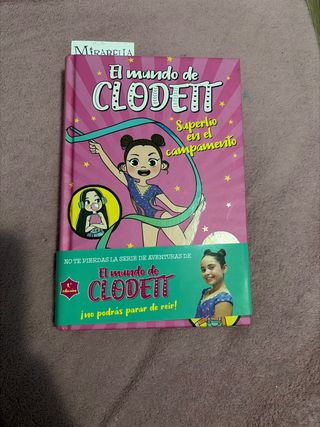 MIRABELIA
El mundo de
CLODETT
Superlío
en el
campamento
NO TE PIERDAS LA SERIE DE AVENTURAS DE
El mundo de
CLODETT
¡no podrás parar de reír!